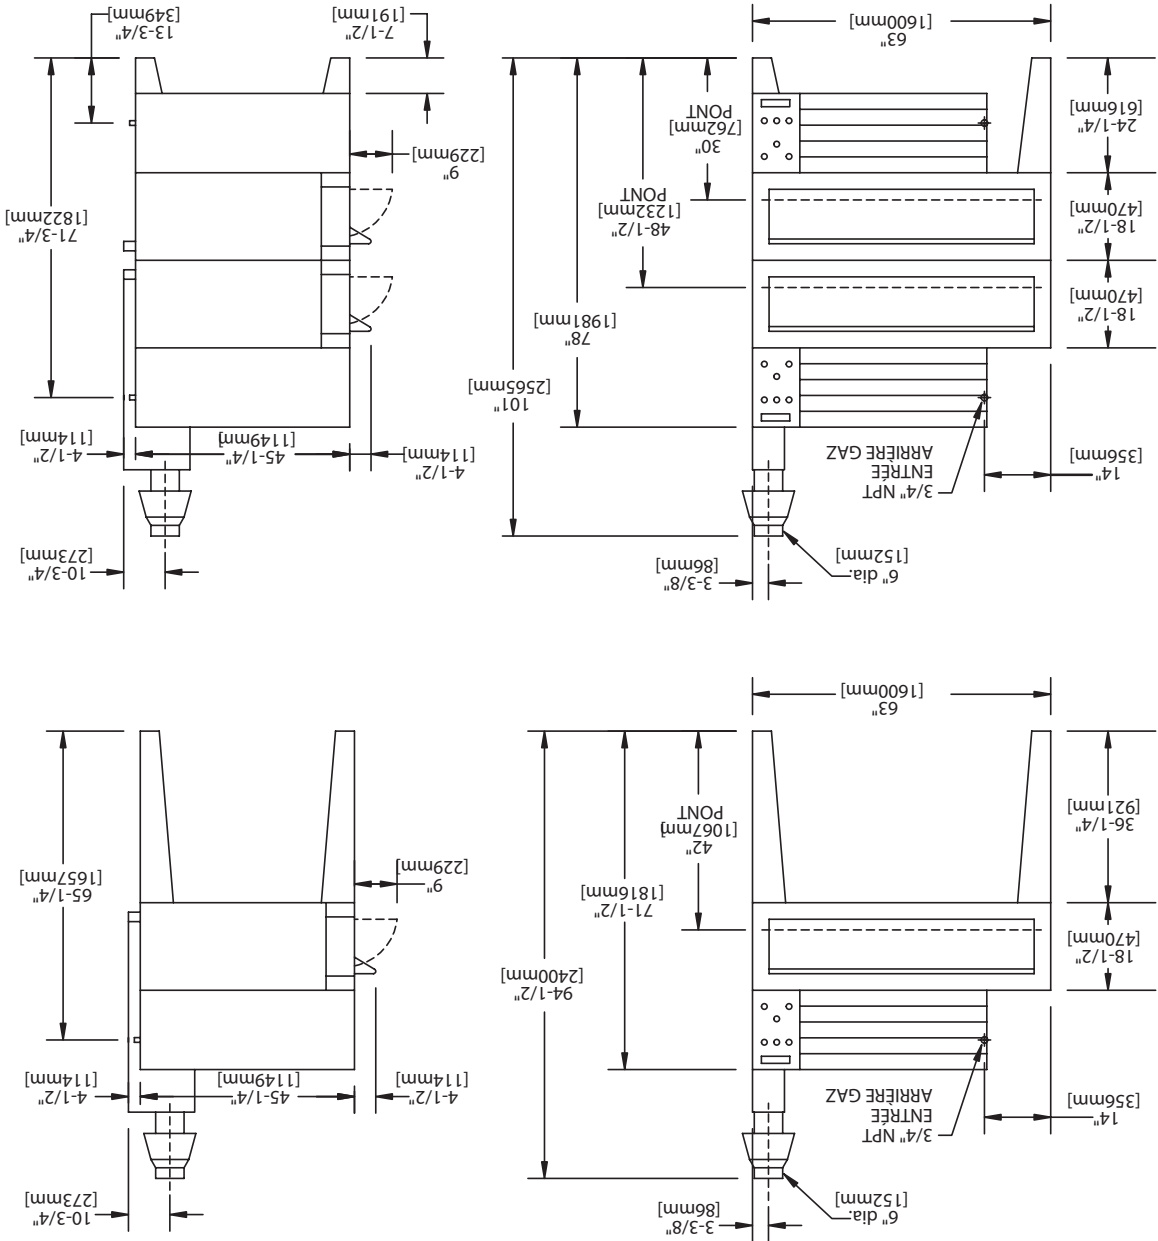 6" dia.
[152mm]
3-3/8"
[86mm]
10-3/4"
[273mm]
14"
[356mm]
3/4" NPT
ENTRÉE
ARRIÈRE GAZ
4-1/2"
[114mm]
45-1/4"
[1149mm]
4-1/2"
[114mm]
18-1/2"
[470mm]
94-1/2"
[2400mm]
71-1/2"
[1816mm]
9"
[229mm]
65-1/4"
[1657mm]
36-1/4"
[921mm]
42"
[1067mm]
PONT
63"
[1600mm]
6" dia.
[152mm]
3-3/8"
[86mm]
10-3/4"
[273mm]
14"
[356mm]
3/4" NPT
ENTRÉE
ARRIÈRE GAZ
4-1/2"
[114mm]
45-1/4"
[1149mm]
4-1/2"
[114mm]
101"
[2565mm]
78"
[1981mm]
18-1/2"
[470mm]
18-1/2"
[470mm]
48-1/2"
[1232mm]
PONT
71-3/4"
[1822mm]
9"
[229mm]
24-1/4"
[616mm]
30"
[762mm]
PONT
63"
[1600mm]
7-1/2"
[191mm]
13-3/4"
[349mm]